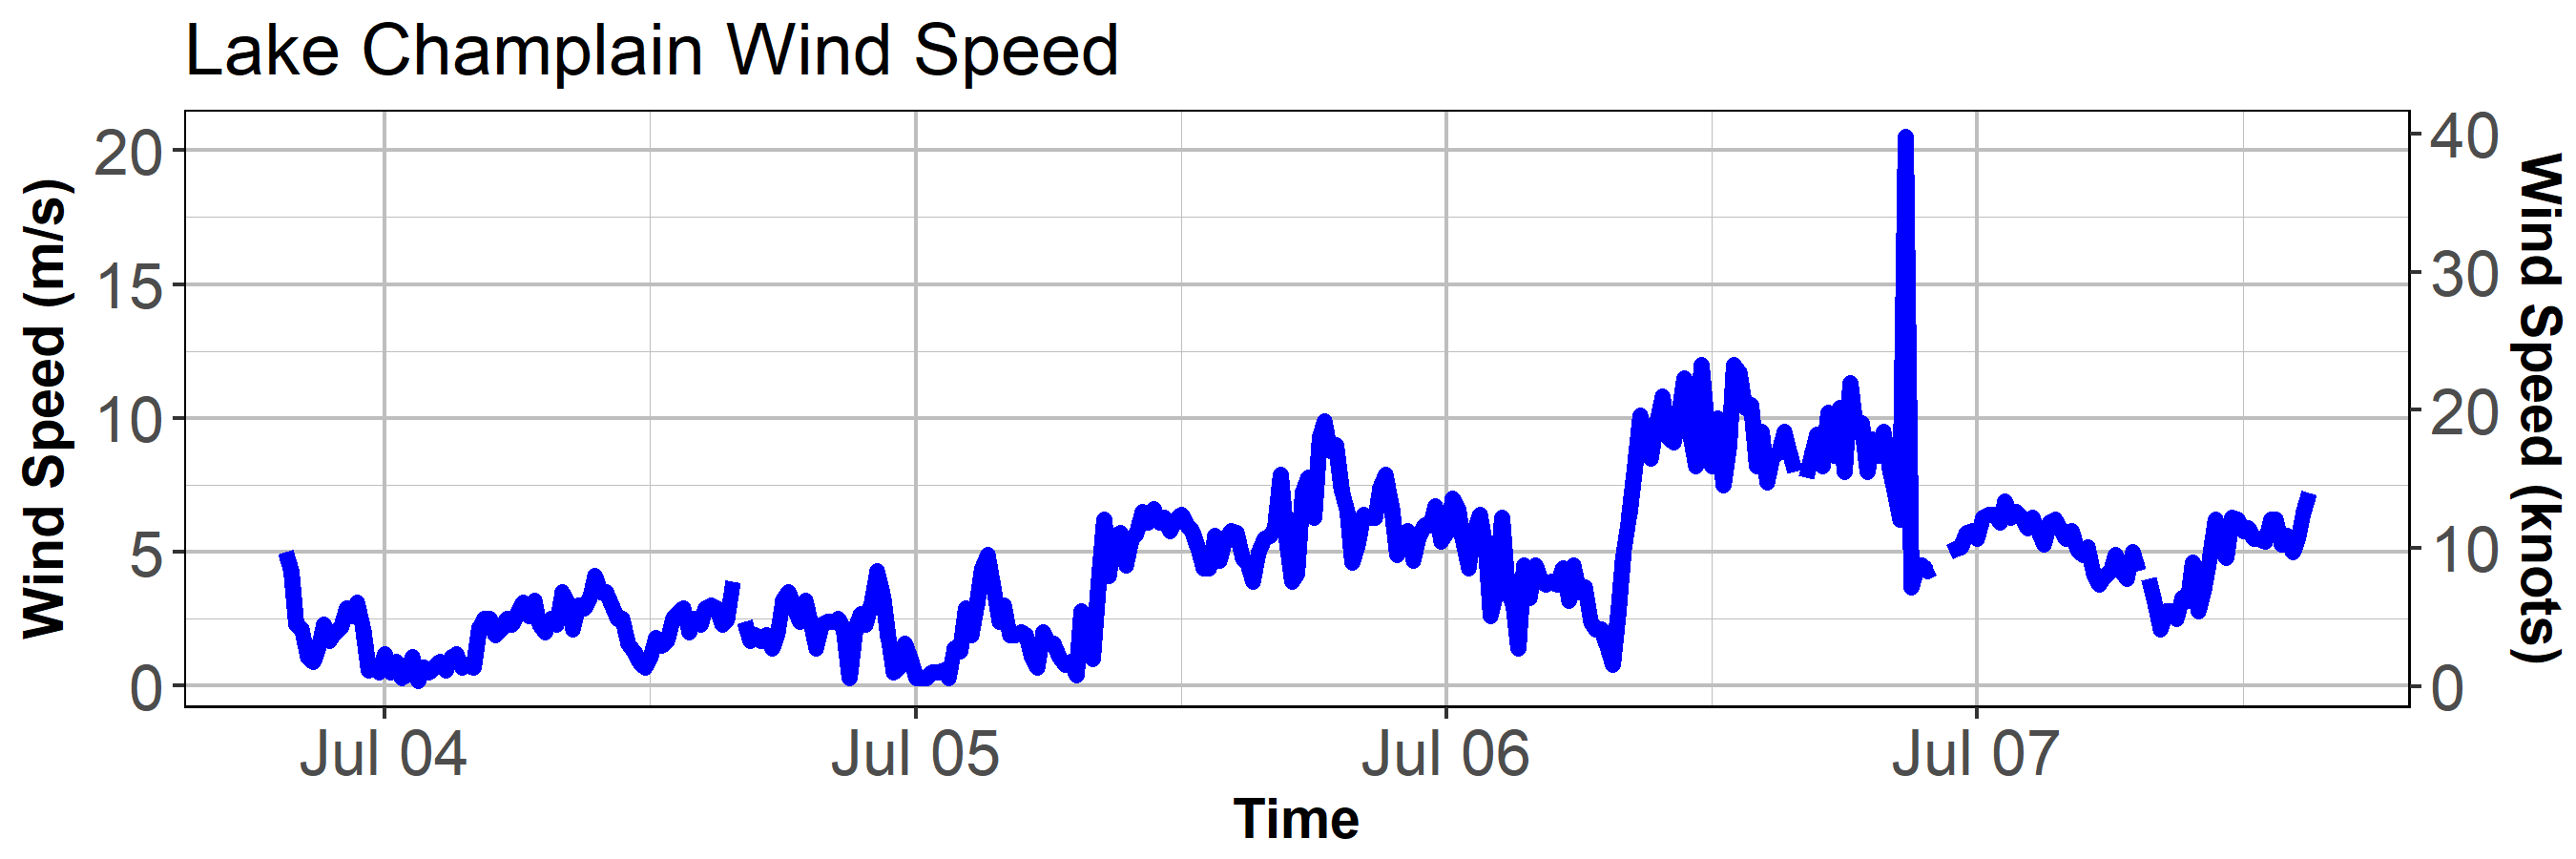 Lake Champlain Wind Speed
Wind Speed (m/s)
20
15
10
5
0
40
30
20
10
0
Wind Speed (knots)
Jul 04
Jul 05
Jul 06
Jul 07
Time